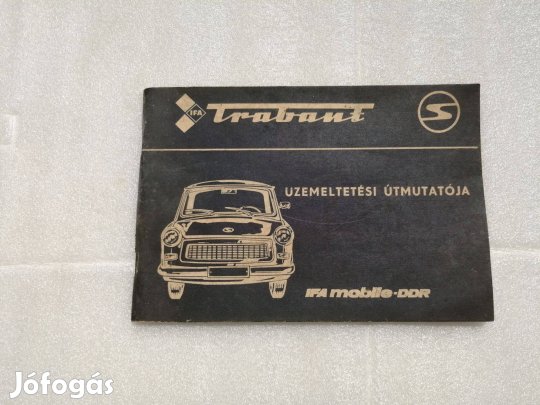 IFA Trabant S
UZEMELTETÉSI ÚTMUTATÓJA
S
IFA mobile-DDR
Jófogás